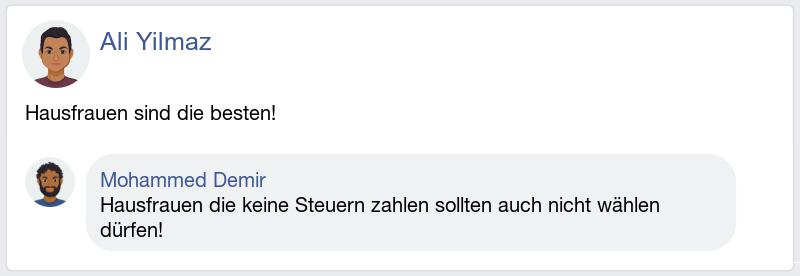 Ali Yilmaz
Hausfrauen sind die besten!
Mohammed Demir
Hausfrauen die keine Steuern zahlen sollten auch nicht wählen
dürfen!